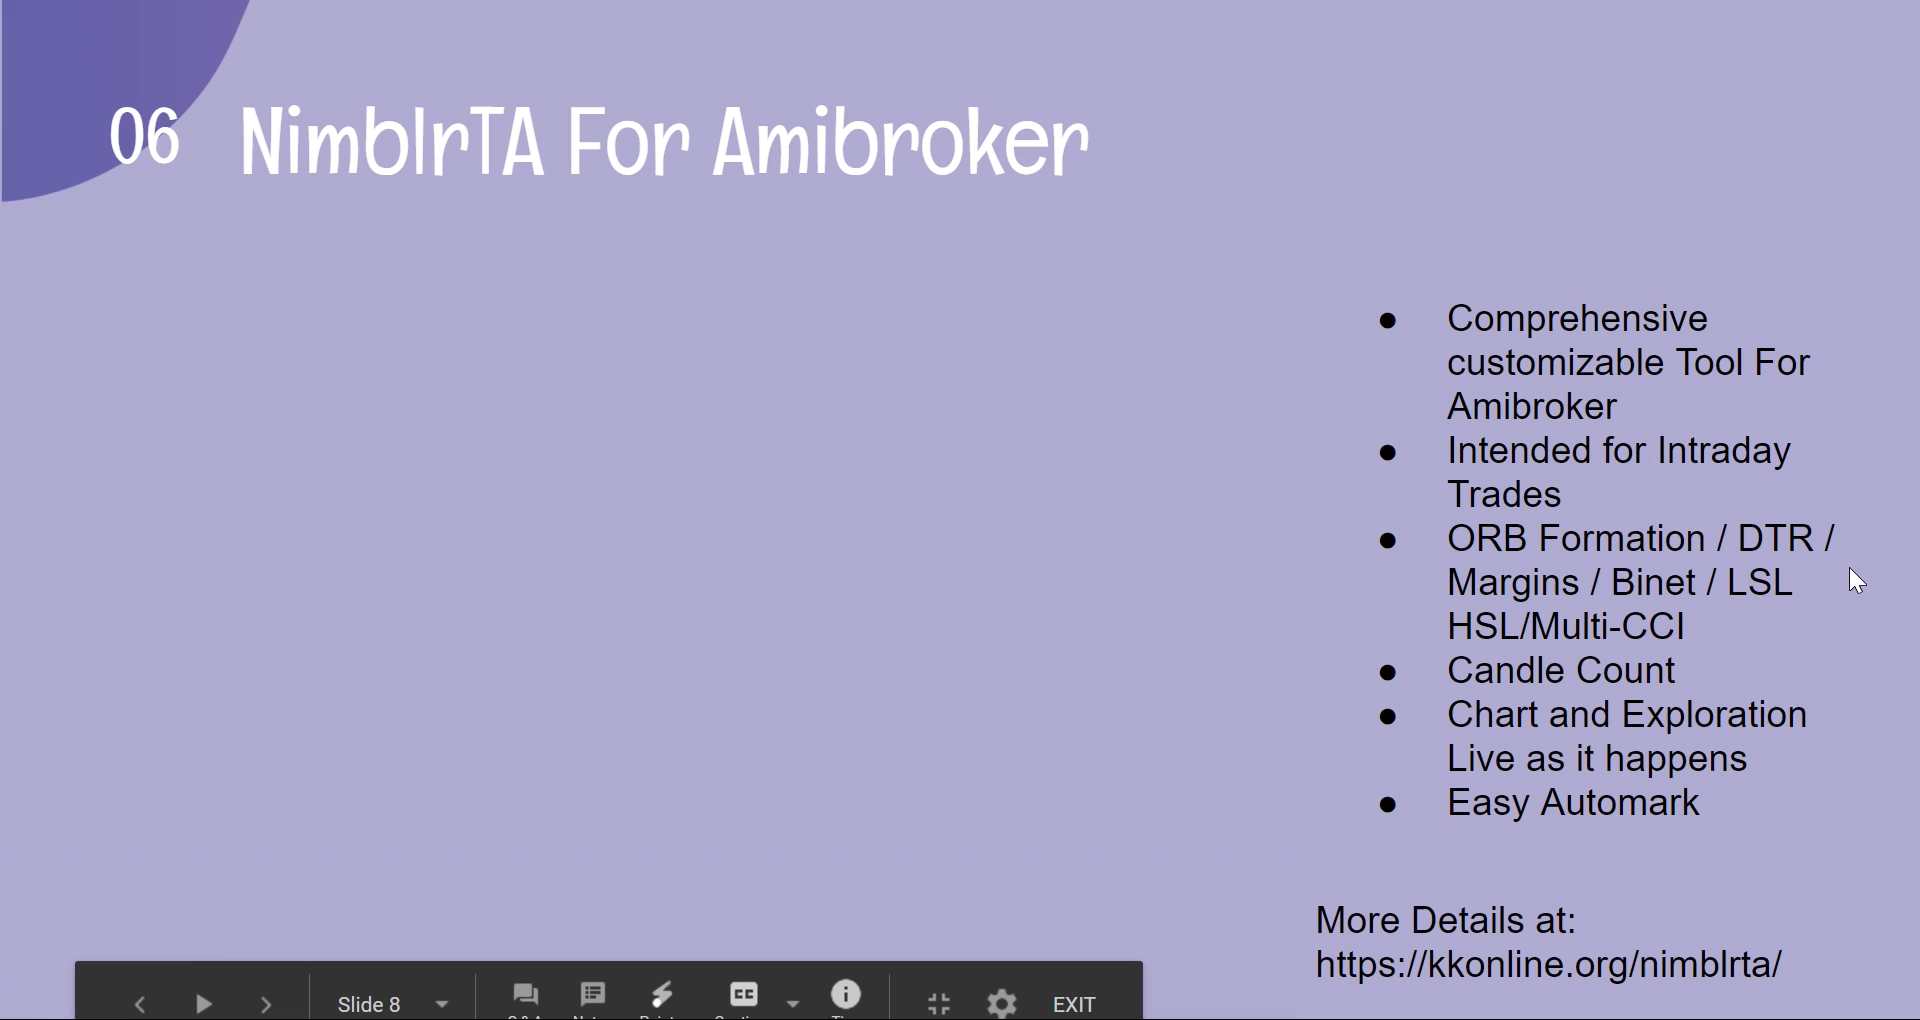 06 NimblrTA For Amibroker
● Comprehensive
customizable Tool For
Amibroker
● Intended for Intraday
Trades
● ORB Formation / DTR /
Margins / Binet / LSL
HSL/Multi-CCI
● Candle Count
● Chart and Exploration
Live as it happens
● Easy Automark
More Details at:
https://kkonline.org/nimblrta/
Slide 8 CC EXIT